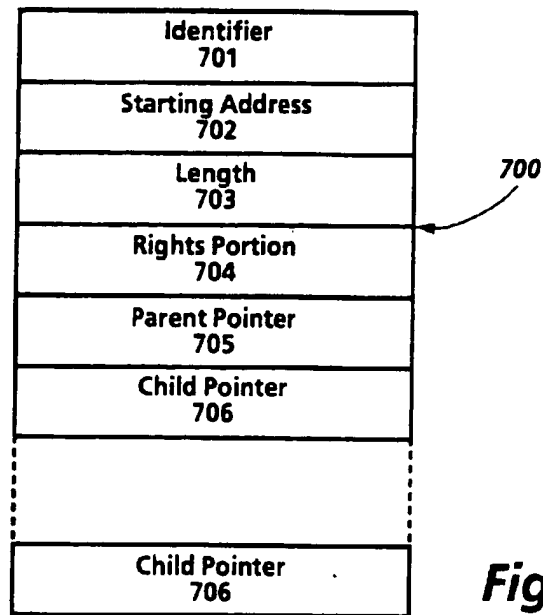 Identifier
701
Starting Address
702
Length
703
700
Rights Portion
704
Parent Pointer
705
Child Pointer
706
Child Pointer
706
Fig